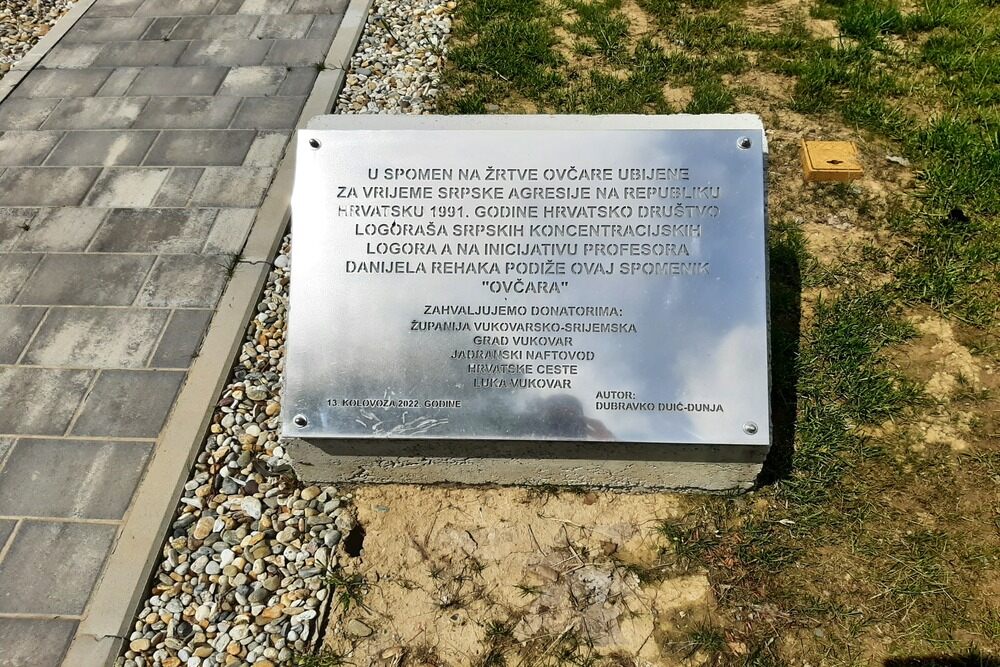 U SPOMEN NA ŽRTVE OVČARE UBIJENE
ZA VRIJEME SRPSKE AGRESIJE NA REPUBLIKU
HRVATSKU 1991. GODINE HRVATSKO DRUŠTVO
LOGORAŠA SRPSKIH KONCENTRACIJSKIH
LOGORA A NA INICIJATIVU PROFESORA
DANIJELA REHAKA PODIŽE OVAJ SPOMENIK
"OVČARA"
ZAHVALJUJEMO DONATORIMA:
ŽUPANIJA VUKOVARSKO-SRIJEMSKA
GRAD VUKOVAR
JADRANSKI NAFTOVOD
HRVATSKE CESTE
LUKA VUKOVAR
13. KOLOVOZA 2022. GODINE
AUTOR:
DUBRAVKO DUIĆ-DUNJA